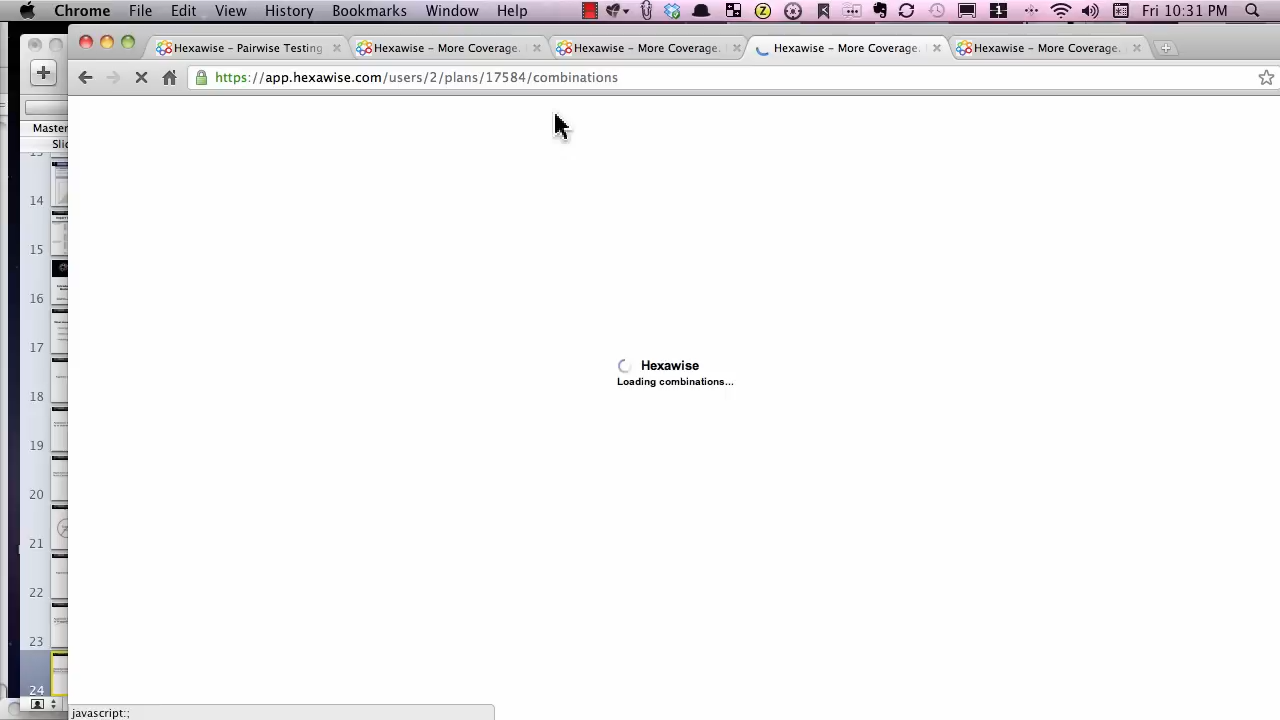 Chrome File Edit View History Bookmarks Window Help 1 Fri 10:31 PM
Hexawise – Pairwise Testing Hexawise – More Coverage. Hexawise – More Coverage. Hexawise – More Coverage. Hexawise – More Coverage.
https://app.hexawise.com/users/2/plans/17584/combinations
Master
Slid
14
15
16
17
18
19
20
21
22
23
24
Hexawise
Loading combinations...
javascript:;